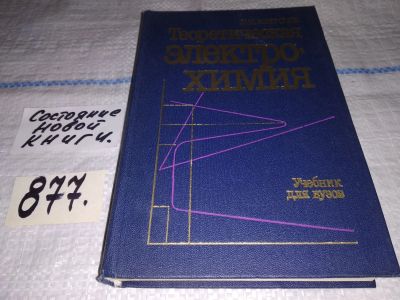 Теоретическая
электро-
химия
Учебник
для вузов
Состояние
новой
книги.
877.